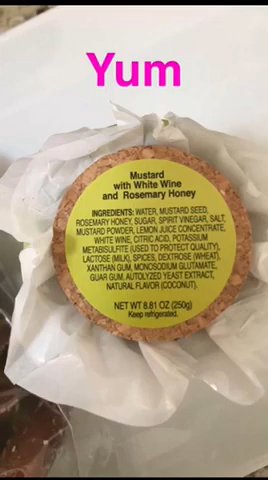 Yum
Mustard
with White Wine
and Rosemary Honey
INGREDIENTS: WATER, MUSTARD SEED,
ROSEMARY HONEY, SUGAR, SPIRIT VINEGAR, SALT,
MUSTARD POWDER, LEMON JUICE CONCENTRATE,
WHITE WINE, CITRIC ACID, POTASSIUM
METABISULFITE (USED TO PROTECT QUALITY),
LACTOSE (MILK), SPICES, DEXTROSE (WHEAT),
XANTHAN GUM, MONOSODIUM GLUTAMATE,
GUAR GUM, AUTOLYZED YEAST EXTRACT,
NATURAL FLAVOR (COCONUT).
NET WT 8.81 OZ (250g)
Keep refrigerated.